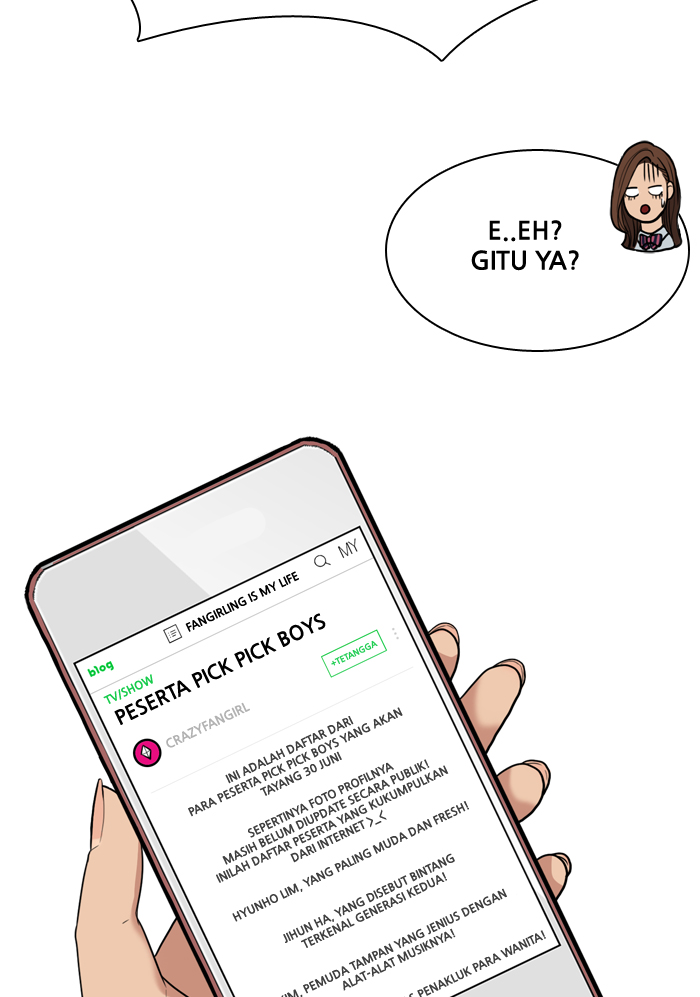 E..EH?
GITU YA?
FANGIRLING IS MY LIFE
MY
blog
TV/SHOW
PESERTA PICK PICK BOYS
+TETANGGA
CRAZYFANGIRL
INI ADALAH DAFTAR DARI
PARA PESERTA PICK PICK BOYS YANG AKAN
TAYANG 30 JUNI
SEPERTINYA FOTO PROFILNYA
MASIH BELUM DIUPDATE SECARA PUBLIK!
INILAH DAFTAR PESERTA YANG KUKUMPULKAN
DARI INTERNET >_<
HYUNHO LIM, YANG PALING MUDA DAN FRESH!
JIHUN HA, YANG DISEBUT BINTANG
TERKENAL GENERASI KEDUA!
PEMUDA TAMPAN YANG JENIUS DENGAN
ALAT-ALAT MUSIKNYA!
PENAKLUK PARA WANITA!